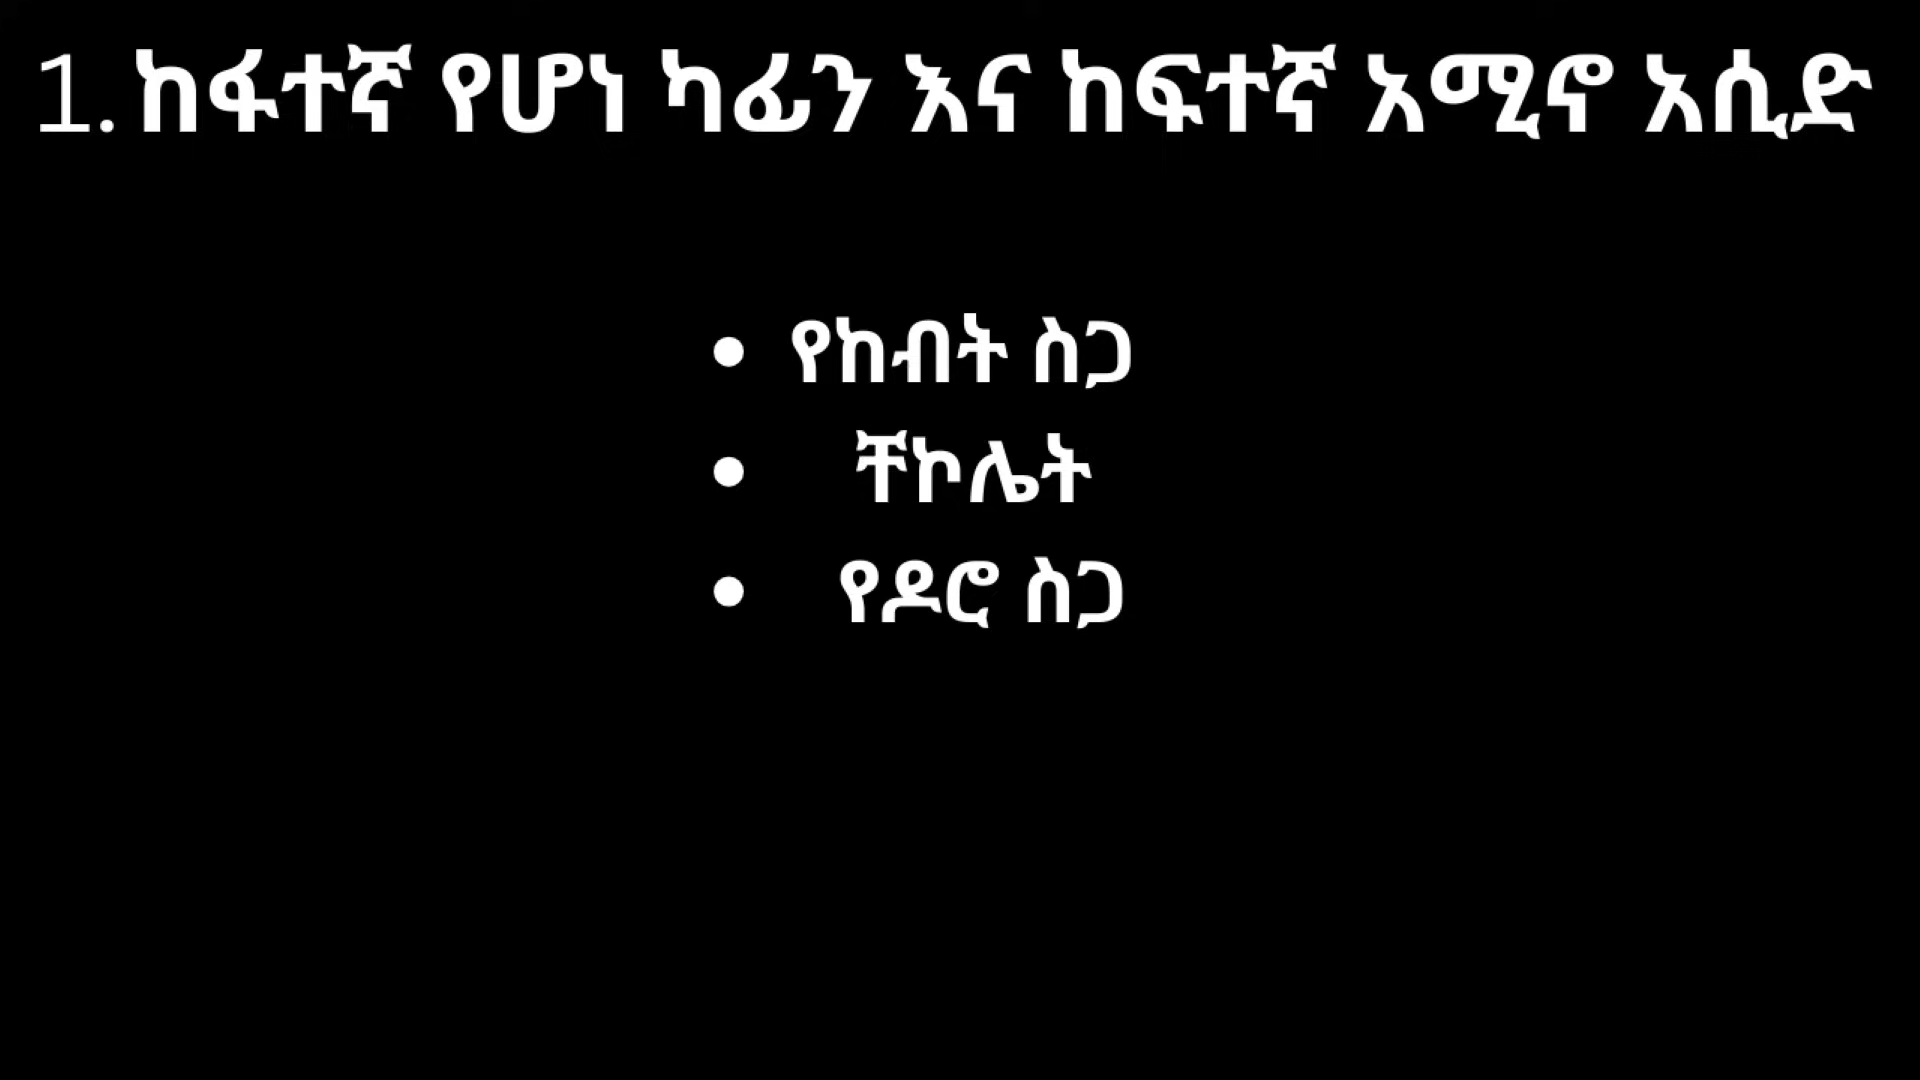 1. ከፋተኛ የሆነ ካፊን እና ከፍተኛ አሚኖ አሲድ
• የከብት ስጋ
• ቸኮሌት
• የዶሮ ስጋ